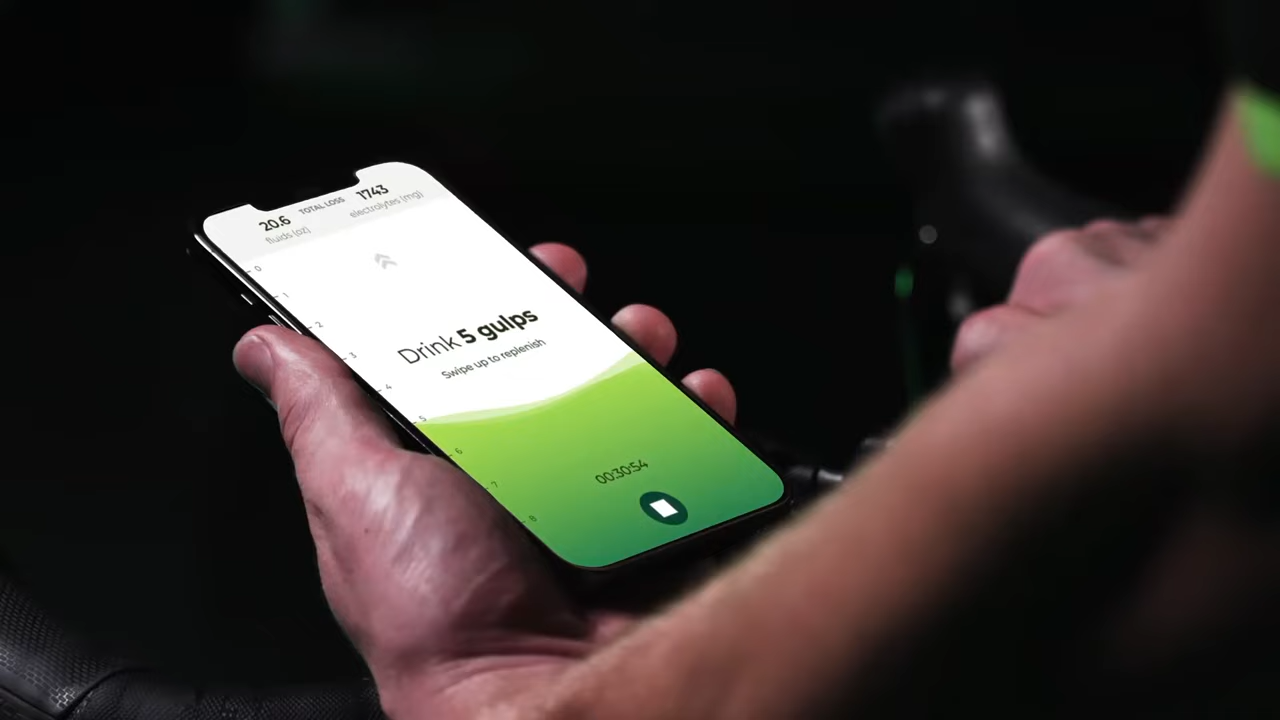 20.6 TOTAL LOSS 1743
fluids (oz) electrolytes (mg)
0
1
2
3
Drink 5 gulps
Swipe up to replenish
4
5
6
7
8
00:30:54